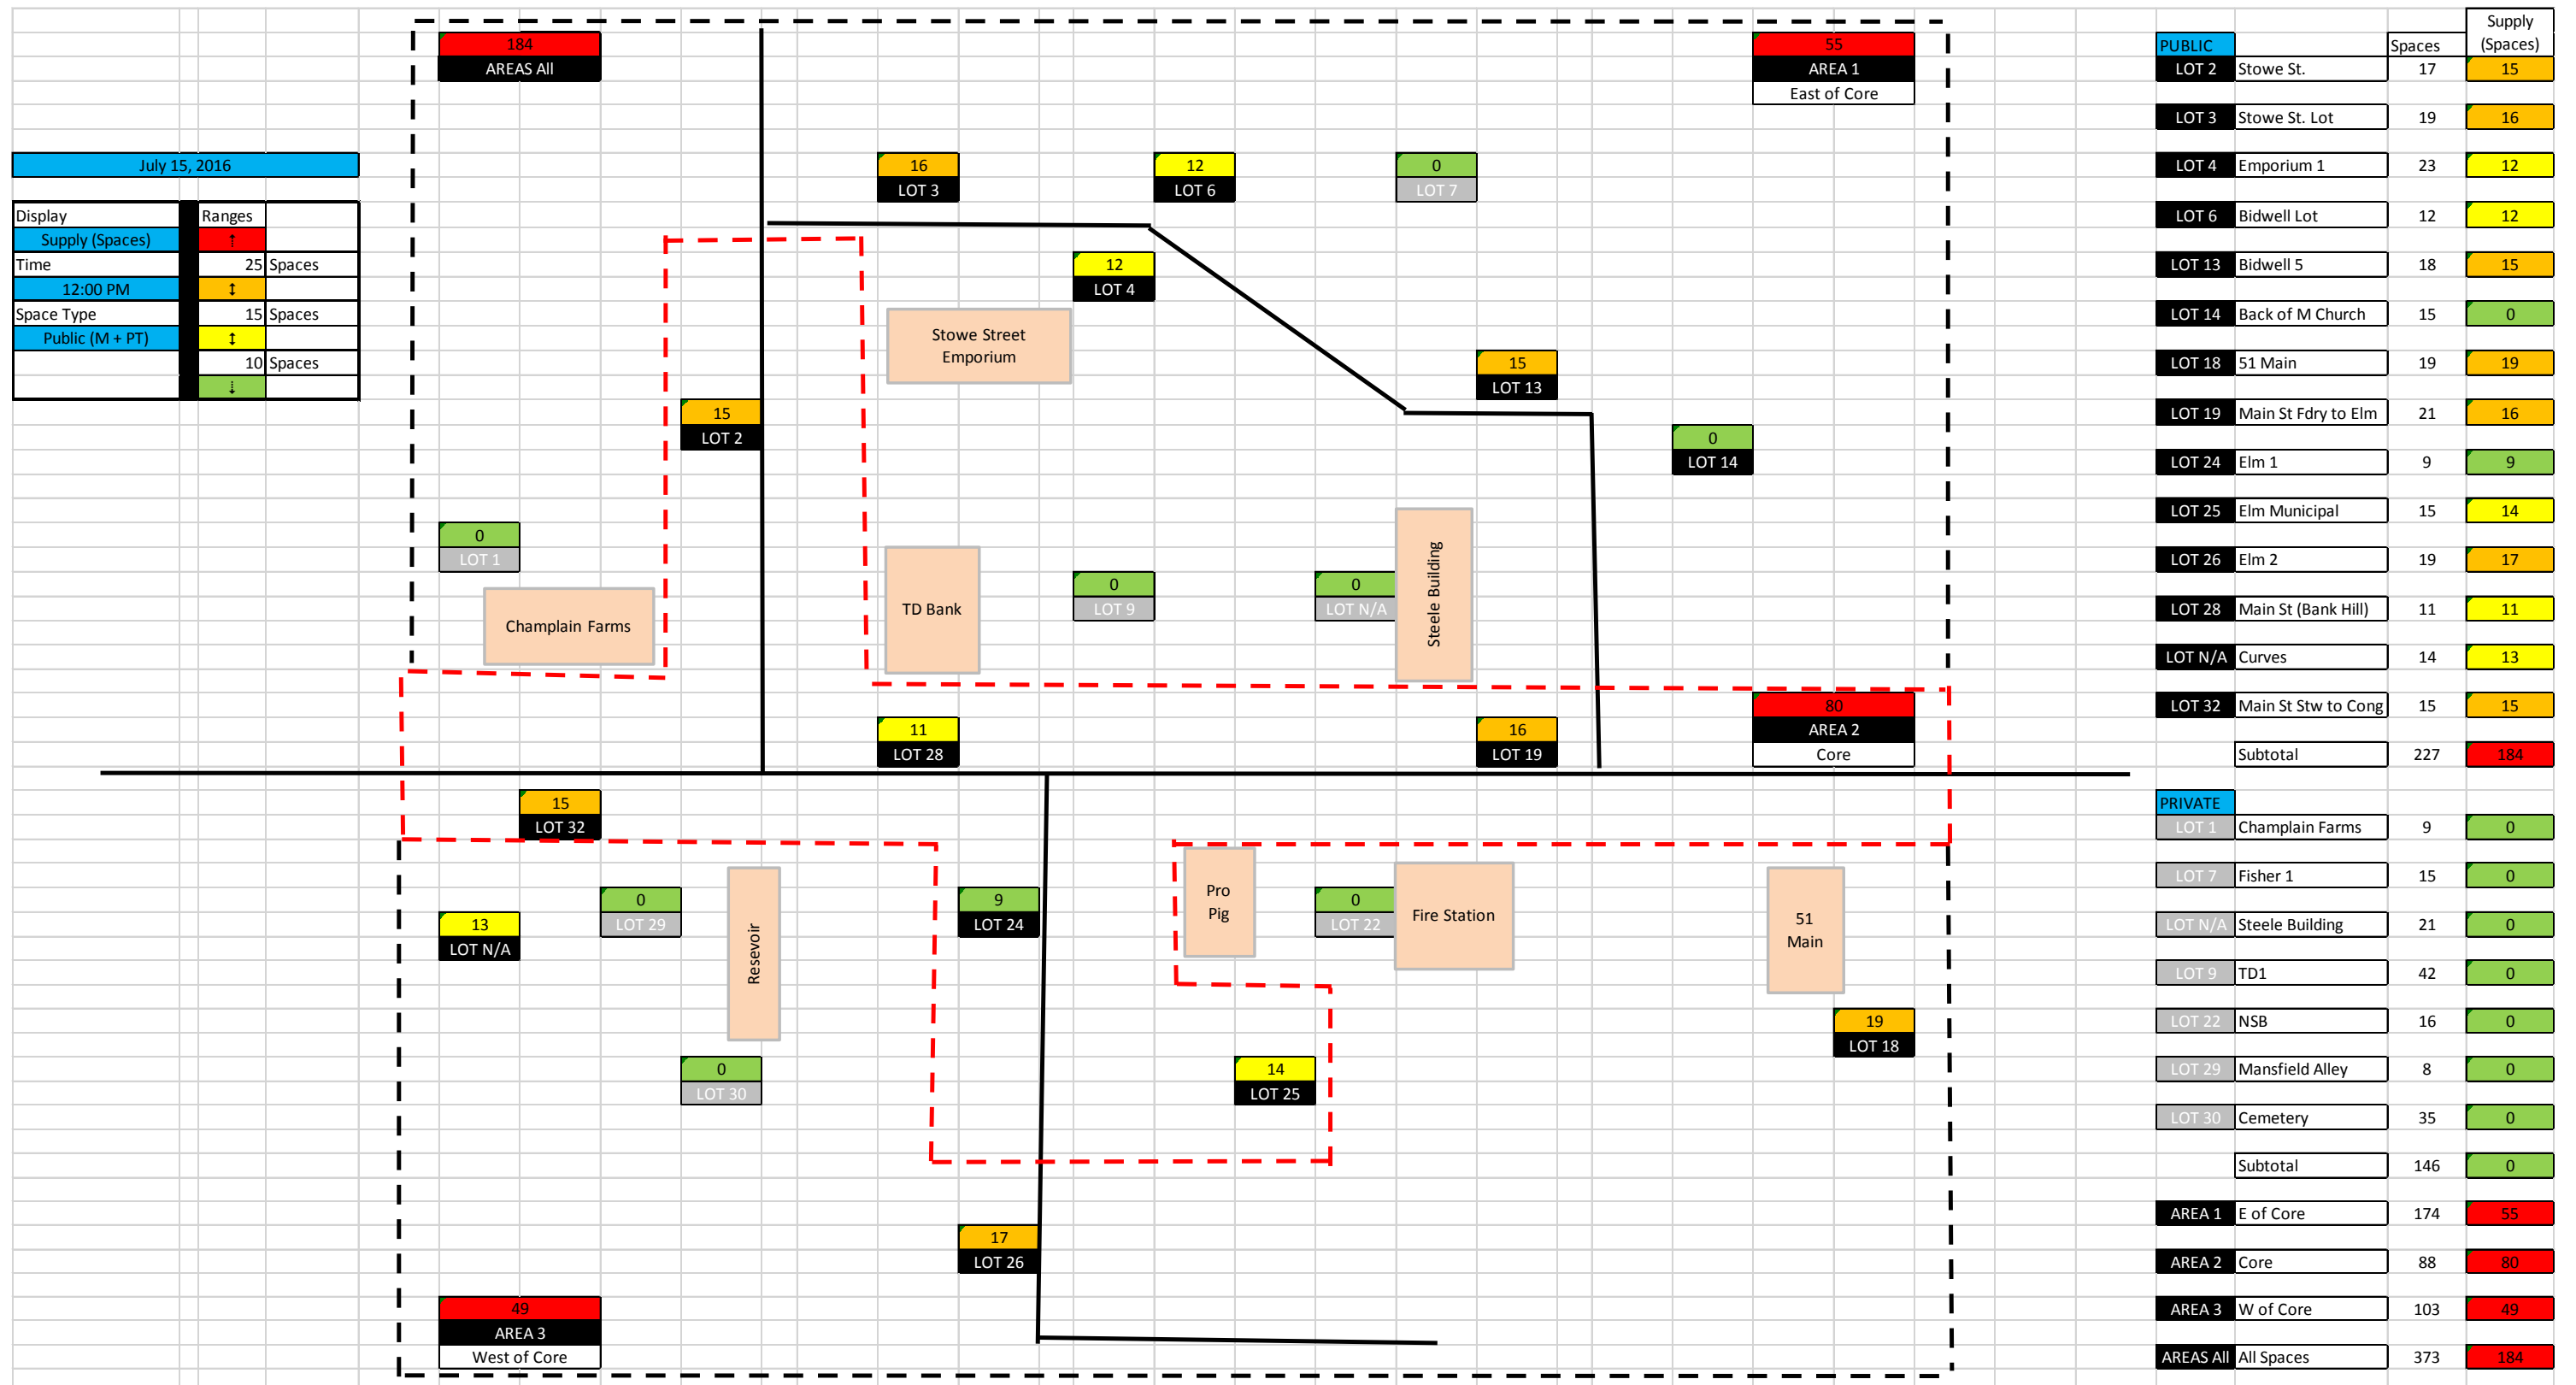 July 15, 2016
Display Ranges
Supply (Spaces) ↑
Time 25 Spaces
12:00 PM ↕
Space Type 15 Spaces
Public (M + PT) ↕
10 Spaces
↓
184
AREAS All
55
AREA 1
East of Core
16
LOT 3
12
LOT 6
0
LOT 7
12
LOT 4
Stowe Street
Emporium
15
LOT 13
15
LOT 2
0
LOT 14
0
LOT 1
Champlain Farms
TD Bank
0
LOT 9
0
LOT N/A
Steele Building
80
AREA 2
Core
11
LOT 28
16
LOT 19
15
LOT 32
13
LOT N/A
0
LOT 29
Resevoir
9
LOT 24
Pro
Pig
0
LOT 22
Fire Station
51
Main
19
LOT 18
0
LOT 30
14
LOT 25
17
LOT 26
49
AREA 3
West of Core
Supply
PUBLIC Spaces (Spaces)
LOT 2 Stowe St. 17 15
LOT 3 Stowe St. Lot 19 16
LOT 4 Emporium 1 23 12
LOT 6 Bidwell Lot 12 12
LOT 13 Bidwell 5 18 15
LOT 14 Back of M Church 15 0
LOT 18 51 Main 19 19
LOT 19 Main St Fdry to Elm 21 16
LOT 24 Elm 1 9 9
LOT 25 Elm Municipal 15 14
LOT 26 Elm 2 19 17
LOT 28 Main St (Bank Hill) 11 11
LOT N/A Curves 14 13
LOT 32 Main St Stw to Cong 15 15
Subtotal 227 184
PRIVATE
LOT 1 Champlain Farms 9 0
LOT 7 Fisher 1 15 0
LOT N/A Steele Building 21 0
LOT 9 TD1 42 0
LOT 22 NSB 16 0
LOT 29 Mansfield Alley 8 0
LOT 30 Cemetery 35 0
Subtotal 146 0
AREA 1 E of Core 174 55
AREA 2 Core 88 80
AREA 3 W of Core 103 49
AREAS All All Spaces 373 184